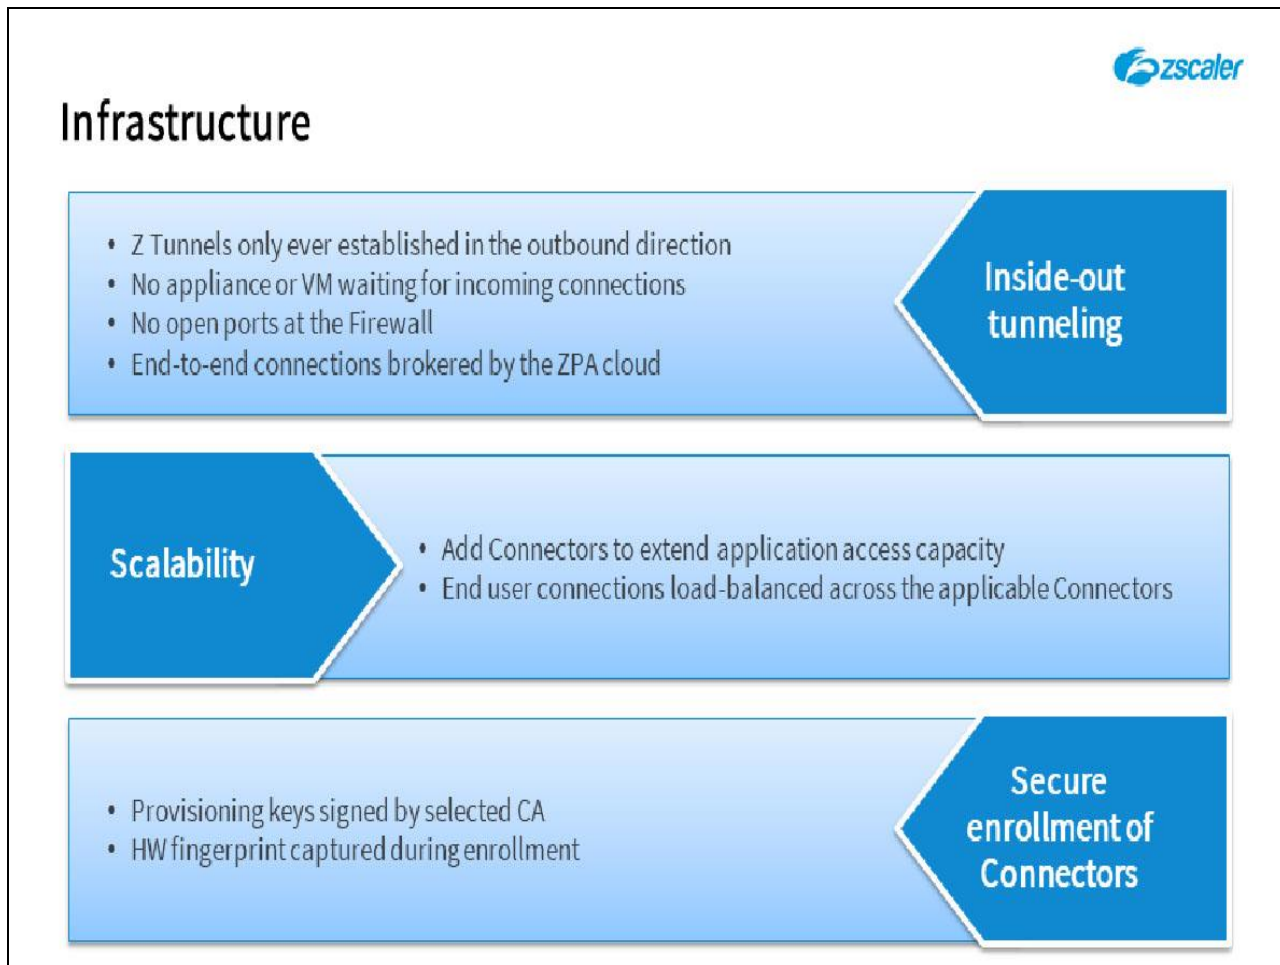 zscaler
Infrastructure
• Z Tunnels only ever established in the outbound direction
• No appliance or VM waiting for incoming connections
• No open ports at the Firewall
• End-to-end connections brokered by the ZPA cloud
Inside-out
tunneling
Scalability
• Add Connectors to extend application access capacity
• End user connections load-balanced across the applicable Connectors
• Provisioning keys signed by selected CA
• HW fingerprint captured during enrollment
Secure
enrollment of
Connectors